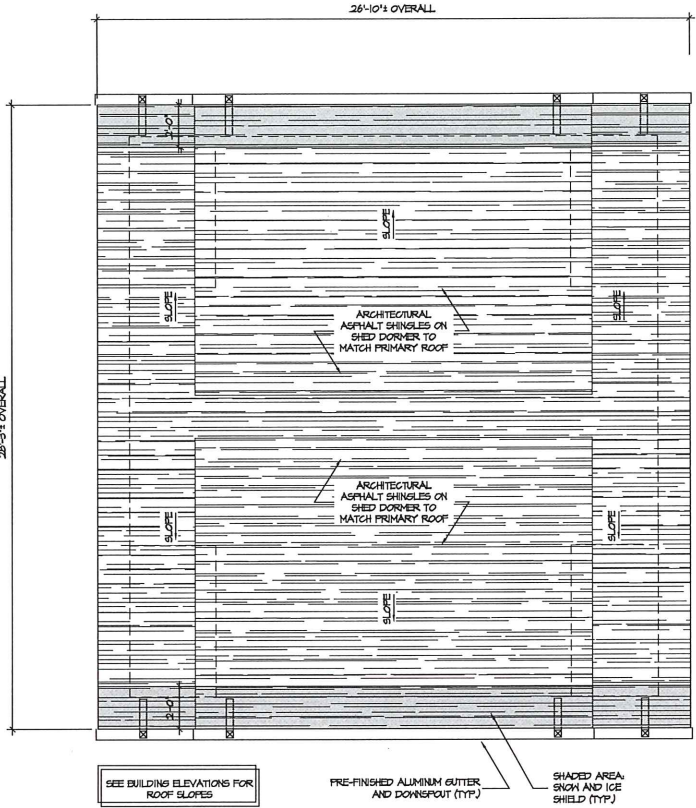 26'-10"± OVERALL
2'-0"
SLOPE
SLOPE
SLOPE
ARCHITECTURAL
ASPHALT SHINGLES ON
SHED DORMER TO
MATCH PRIMARY ROOF
OVERALL
ARCHITECTURAL
ASPHALT SHINGLES ON
SHED DORMER TO
MATCH PRIMARY ROOF
SLOPE
SLOPE
SLOPE
2'-0"
SEE BUILDING ELEVATIONS FOR
ROOF SLOPES
PRE-FINISHED ALUMINUM GUTTER
AND DOWNSPOUT (TYP.)
SHADED AREA:
SNOW AND ICE
SHIELD (TYP.)